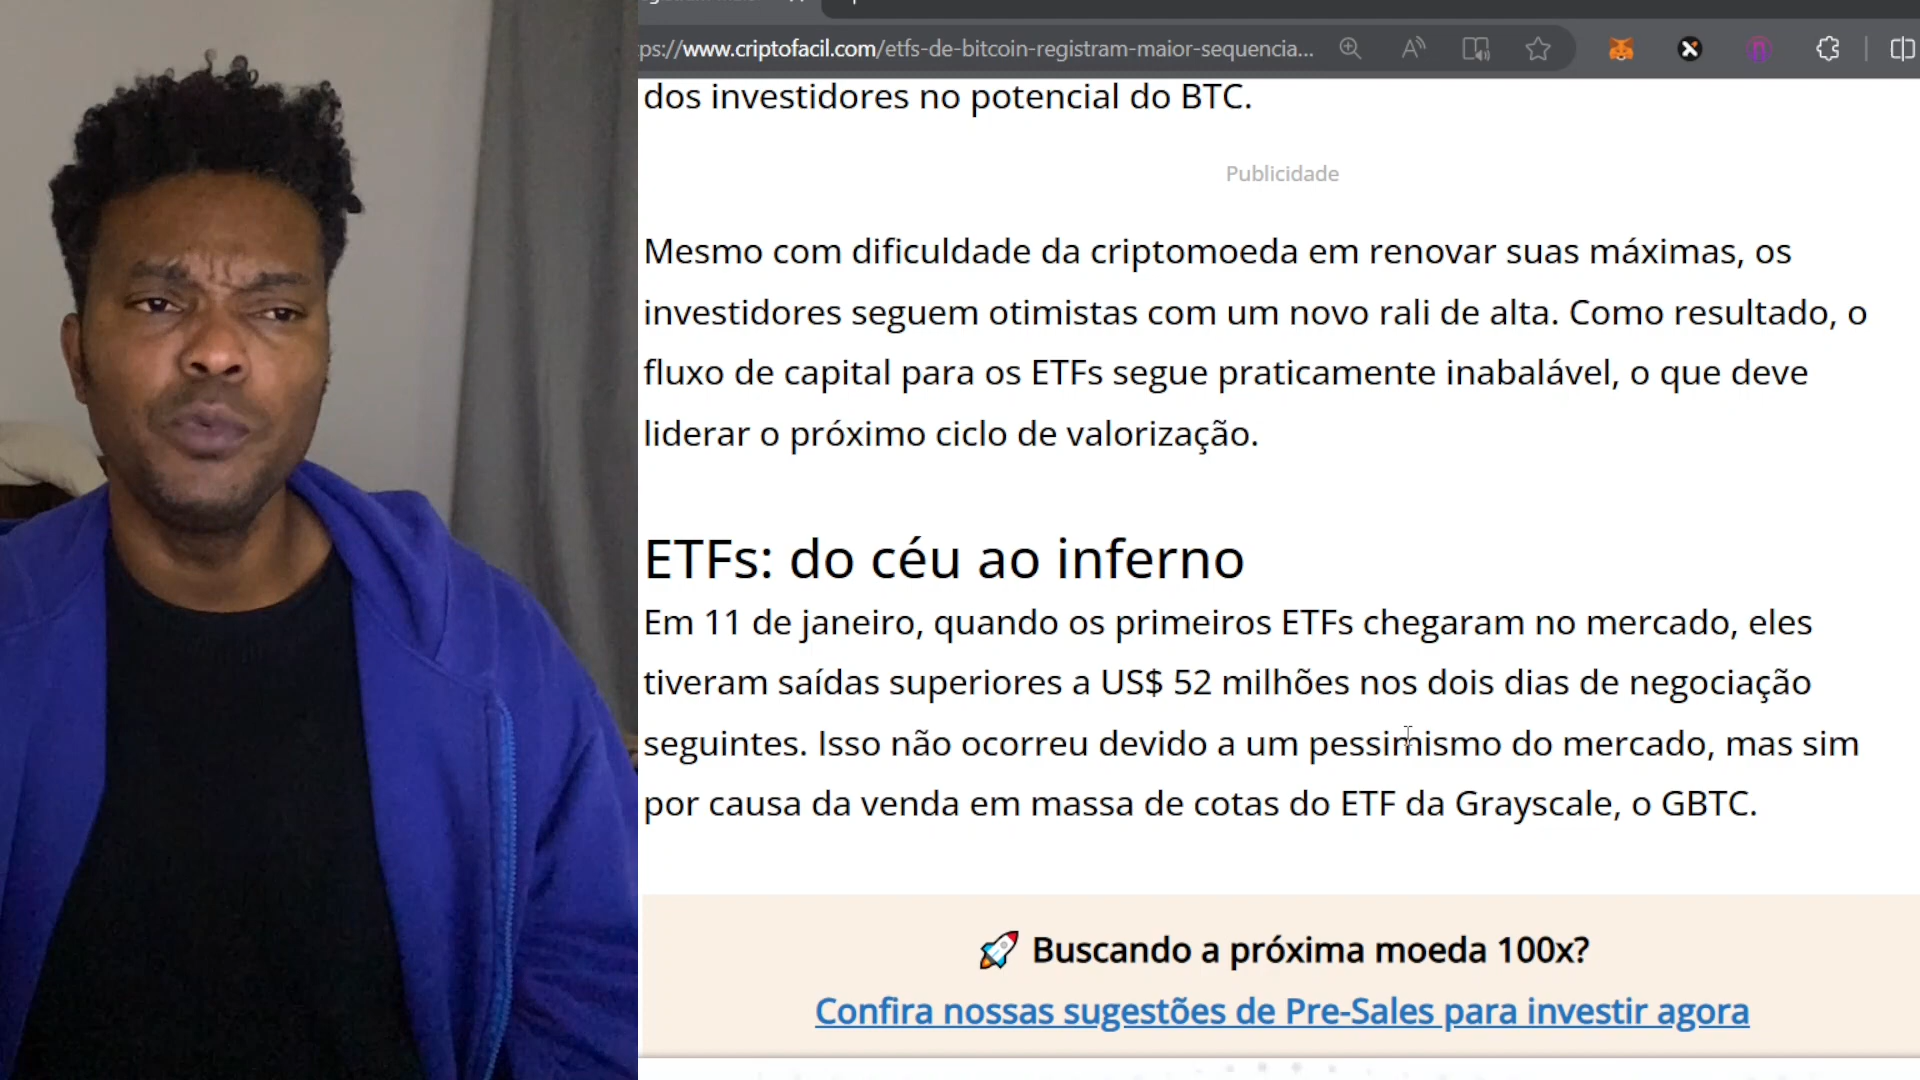 ps://www.criptofacil.com/etfs-de-bitcoin-registram-maior-sequencia...
dos investidores no potencial do BTC.
Publicidade
Mesmo com dificuldade da criptomoeda em renovar suas máximas, os
investidores seguem otimistas com um novo rali de alta. Como resultado, o
fluxo de capital para os ETFs segue praticamente inabalável, o que deve
liderar o próximo ciclo de valorização.
ETFs: do céu ao inferno
Em 11 de janeiro, quando os primeiros ETFs chegaram no mercado, eles
tiveram saídas superiores a US$ 52 milhões nos dois dias de negociação
seguintes. Isso não ocorreu devido a um pessimismo do mercado, mas sim
por causa da venda em massa de cotas do ETF da Grayscale, o GBTC.
🚀 Buscando a próxima moeda 100x?
Confira nossas sugestões de Pre-Sales para investir agora